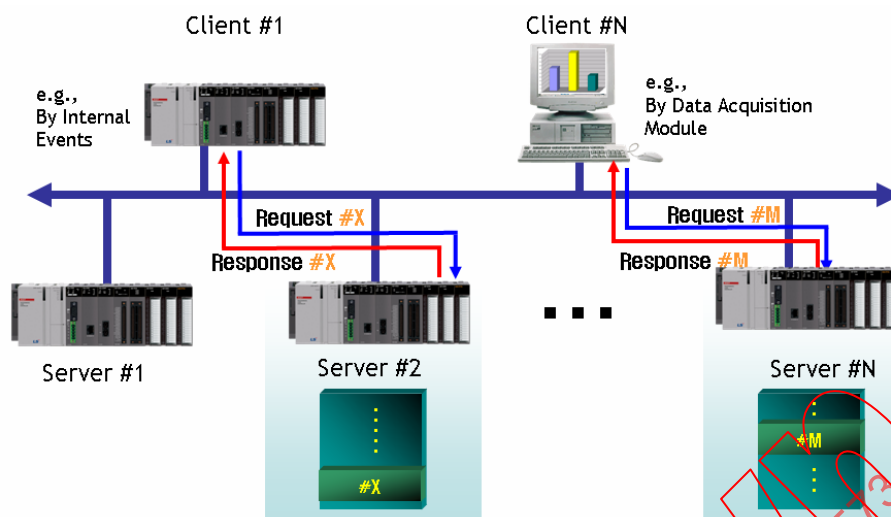 Client #1
Client #N
e.g.,
By Internal
Events
e.g.,
By Data Acquisition
Module
Request #X
Response #X
Request #M
Response #M
Server #1
Server #2
Server #N
#X
#M